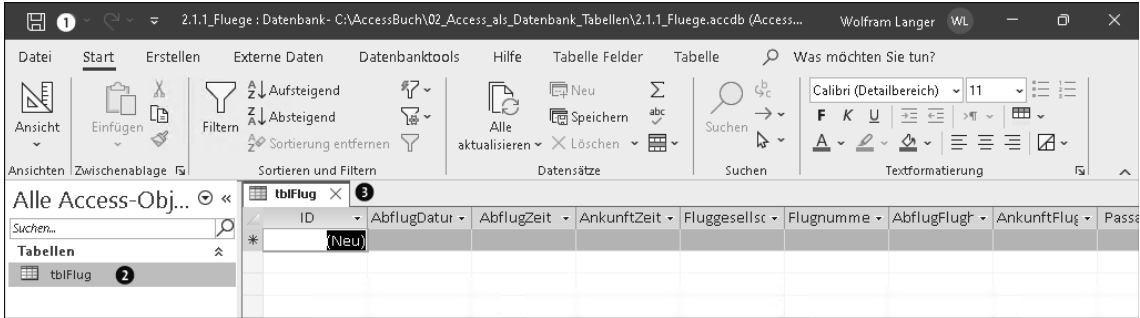 1 2.1.1_Fluege : Datenbank- C:\AccessBuch\02_Access_als_Datenbank_Tabellen\2.1.1_Fluege.accdb (Access... Wolfram Langer WL
Datei Start Erstellen Externe Daten Datenbanktools Hilfe Tabelle Felder Tabelle Was möchten Sie tun?
Aufsteigend Neu Calibri (Detailbereich) 11
Absteigend Speichern F K U
Ansicht Einfügen Filtern Sortierung entfernen Alle aktualisieren Löschen Suchen A
Ansichten Zwischenablage Sortieren und Filtern Datensätze Suchen Textformatierung
Alle Access-Obj... « tblFlug 3
Suchen... ID AbflugDatur AbflugZeit AnkunftZeit Fluggesellsc Flugnumme AbflugFlugh AnkunftFlug Passa
Tabellen * (Neu)
tblFlug 2